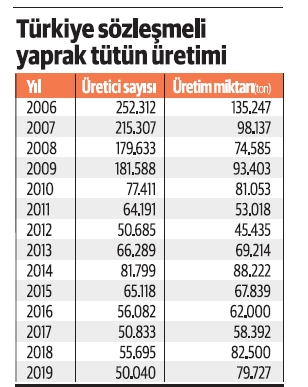 Türkiye sözleşmeli
yaprak tütün üretimi
Yıl Üretici sayısı Üretim miktarı(ton)
2006 252.312 135.247
2007 215.307 98.137
2008 179,633 74,585
2009 181.588 93.403
2010 77.411 81.053
2011 64,191 53.018
2012 50.685 45.435
2013 66,289 69,214
2014 81.799 88.222
2015 65.118 67.839
2016 56.082 62.000
2017 50.833 58.392
2018 55,695 82,500
2019 50.040 79.727